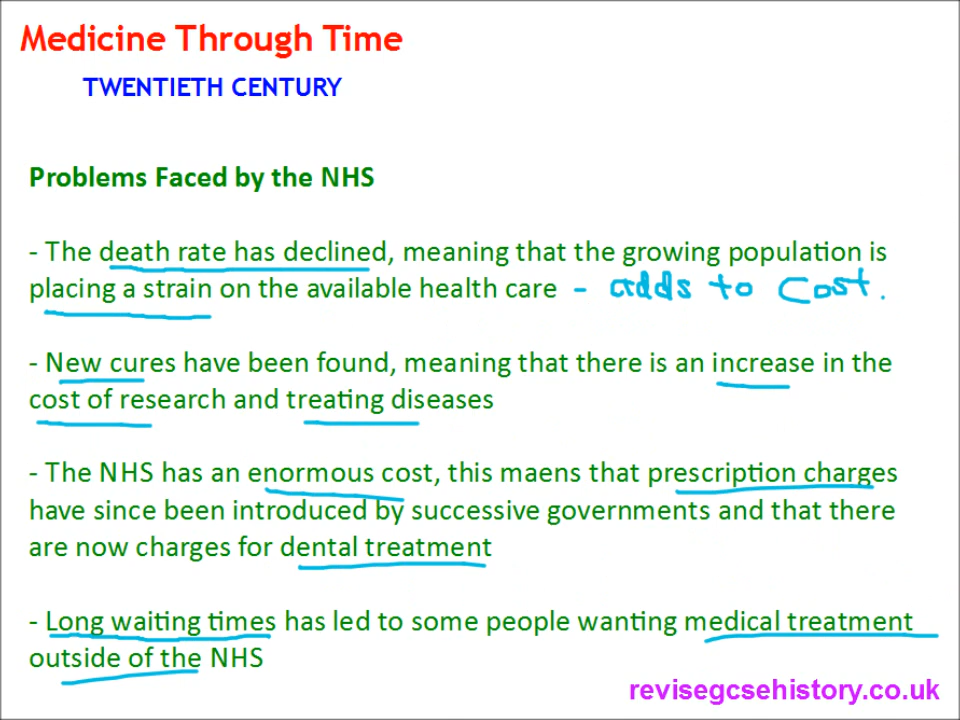 Medicine Through Time
TWENTIETH CENTURY
Problems Faced by the NHS
- The death rate has declined, meaning that the growing population is
placing a strain on the available health care - adds to cost.
- New cures have been found, meaning that there is an increase in the
cost of research and treating diseases
- The NHS has an enormous cost, this maens that prescription charges
have since been introduced by successive governments and that there
are now charges for dental treatment
- Long waiting times has led to some people wanting medical treatment
outside of the NHS
revisegcsehistory.co.uk